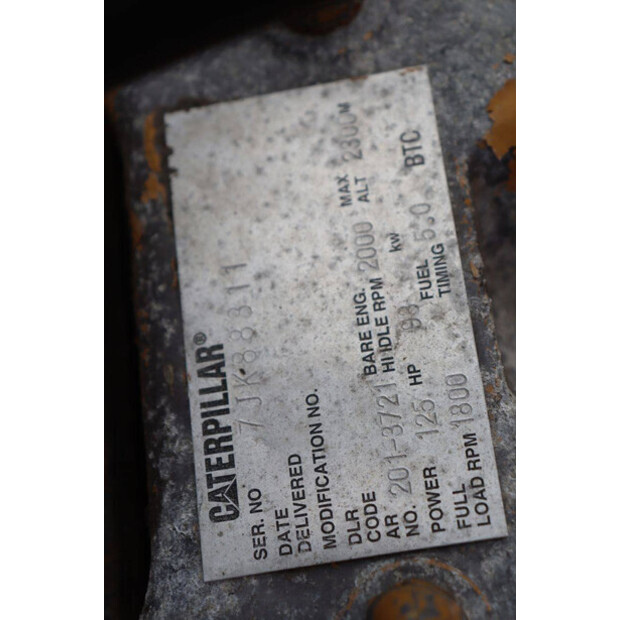 CATERPILLAR®
SER. NO 7JK88311
DATE
DELIVERED
MODIFICATION NO.
DLR
CODE
AR
NO. 201-3721
BARE ENG.
HI IDLE RPM 2000
MAX
ALT 2300M
POWER 125 HP 93 kw
FULL
LOAD RPM 1800
FUEL
TIMING 5.0 BTC